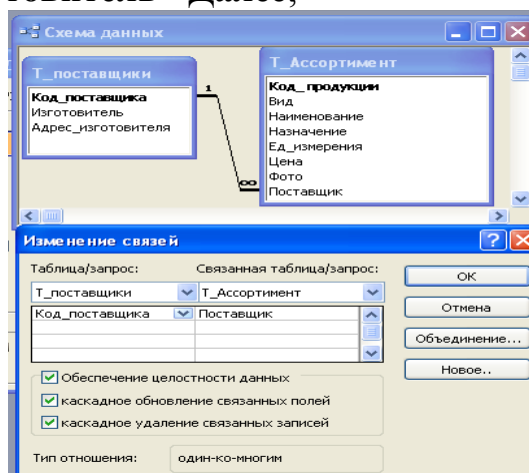 Далее,
Схема данных
Т_поставщики
Код_поставщика
Изготовитель
Адрес_изготовителя
1
∞
Т_Ассортимент
Код_продукции
Вид
Наименование
Назначение
Ед_измерения
Цена
Фото
Поставщик
Изменение связей
Таблица/запрос: Связанная таблица/запрос:
Т_поставщики Т_Ассортимент
Код_поставщика Поставщик
Обеспечение целостности данных
каскадное обновление связанных полей
каскадное удаление связанных записей
Тип отношения: один-ко-многим
ОК
Отмена
Объединение...
Новое..